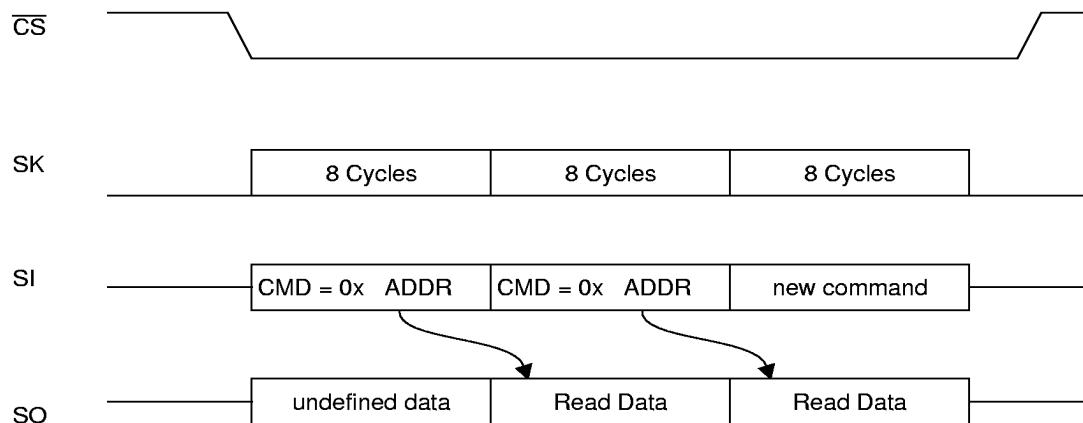 C̅S̅
SK
8 Cycles 8 Cycles 8 Cycles
SI
CMD = 0x ADDR CMD = 0x ADDR new command
SO
undefined data Read Data Read Data